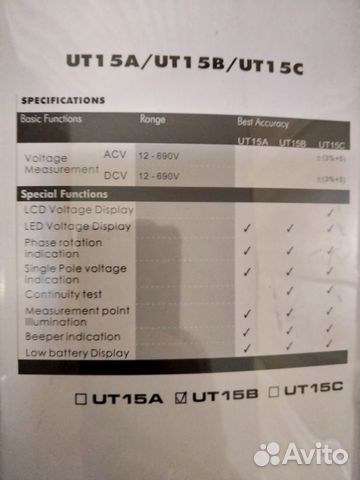 UT15A/UT15B/UT15C
SPECIFICATIONS
Basic Functions Range Best Accuracy
UT15A UT15B UT15C
Voltage Measurement ACV 12 - 690V ±(3%+5)
DCV 12 - 690V ±(3%+5)
Special Functions
LCD Voltage Display ✓
LED Voltage Display ✓ ✓ ✓
Phase rotation
indication ✓ ✓ ✓
Single Pole voltage
indication ✓ ✓ ✓
Continuity test ✓ ✓
Measurement point
Illumination ✓ ✓ ✓
Beeper indication ✓ ✓ ✓
Low battery Display ✓ ✓ ✓
☐ UT15A ☑ UT15B ☐ UT15C
Avito